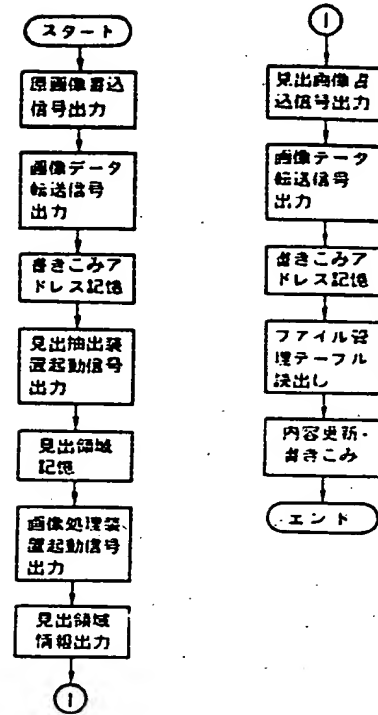 スタート
原画像書込
信号出力
画像データ
転送信号
出力
書きこみア
ドレス記憶
見出抽出装
置起動信号
出力
見出領域
記憶
画像処理装
置起動信号
出力
見出領域
情報出力
1
1
見出画像書
込信号出力
画像データ
転送信号
出力
書きこみア
ドレス記憶
ファイル管
理テーブル
読出し
内容更新・
書きこみ
エンド